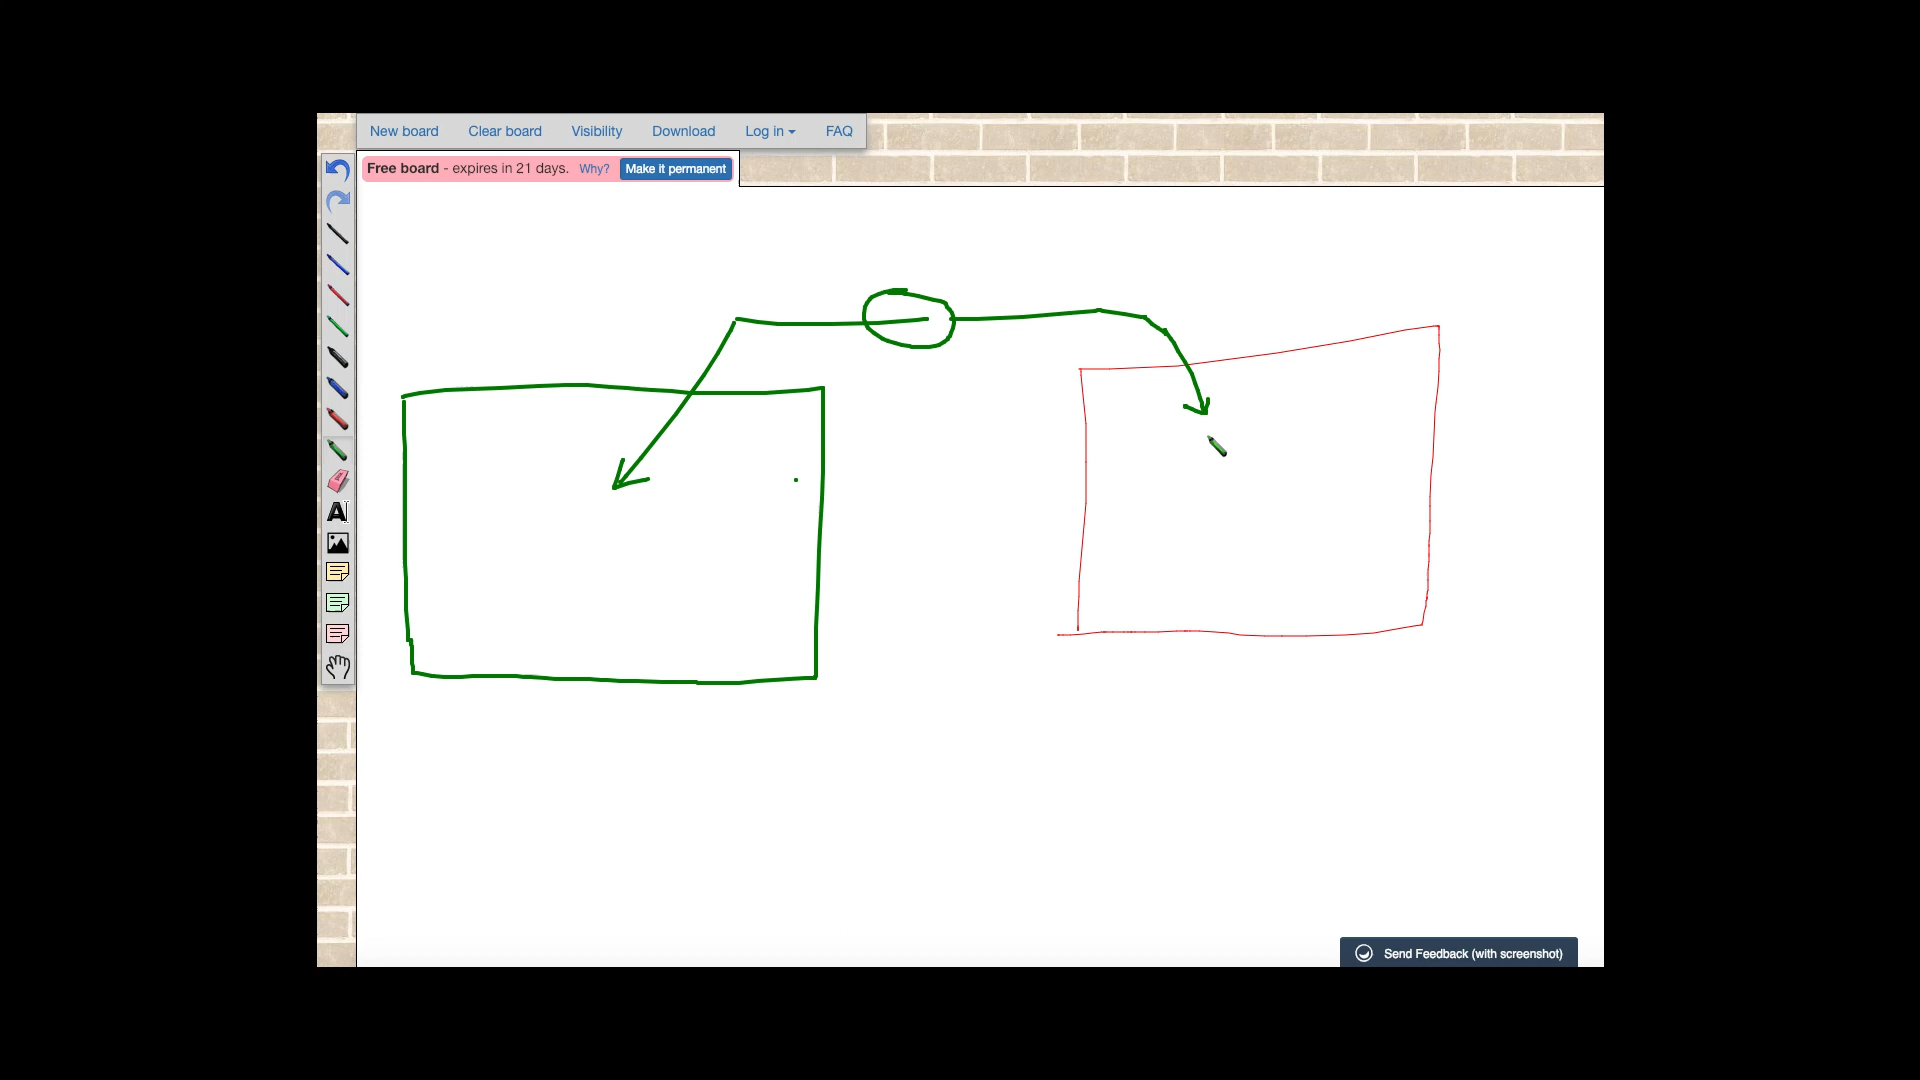 New board Clear board Visibility Download Log in FAQ
Free board - expires in 21 days. Why? Make it permanent
A
Send Feedback (with screenshot)